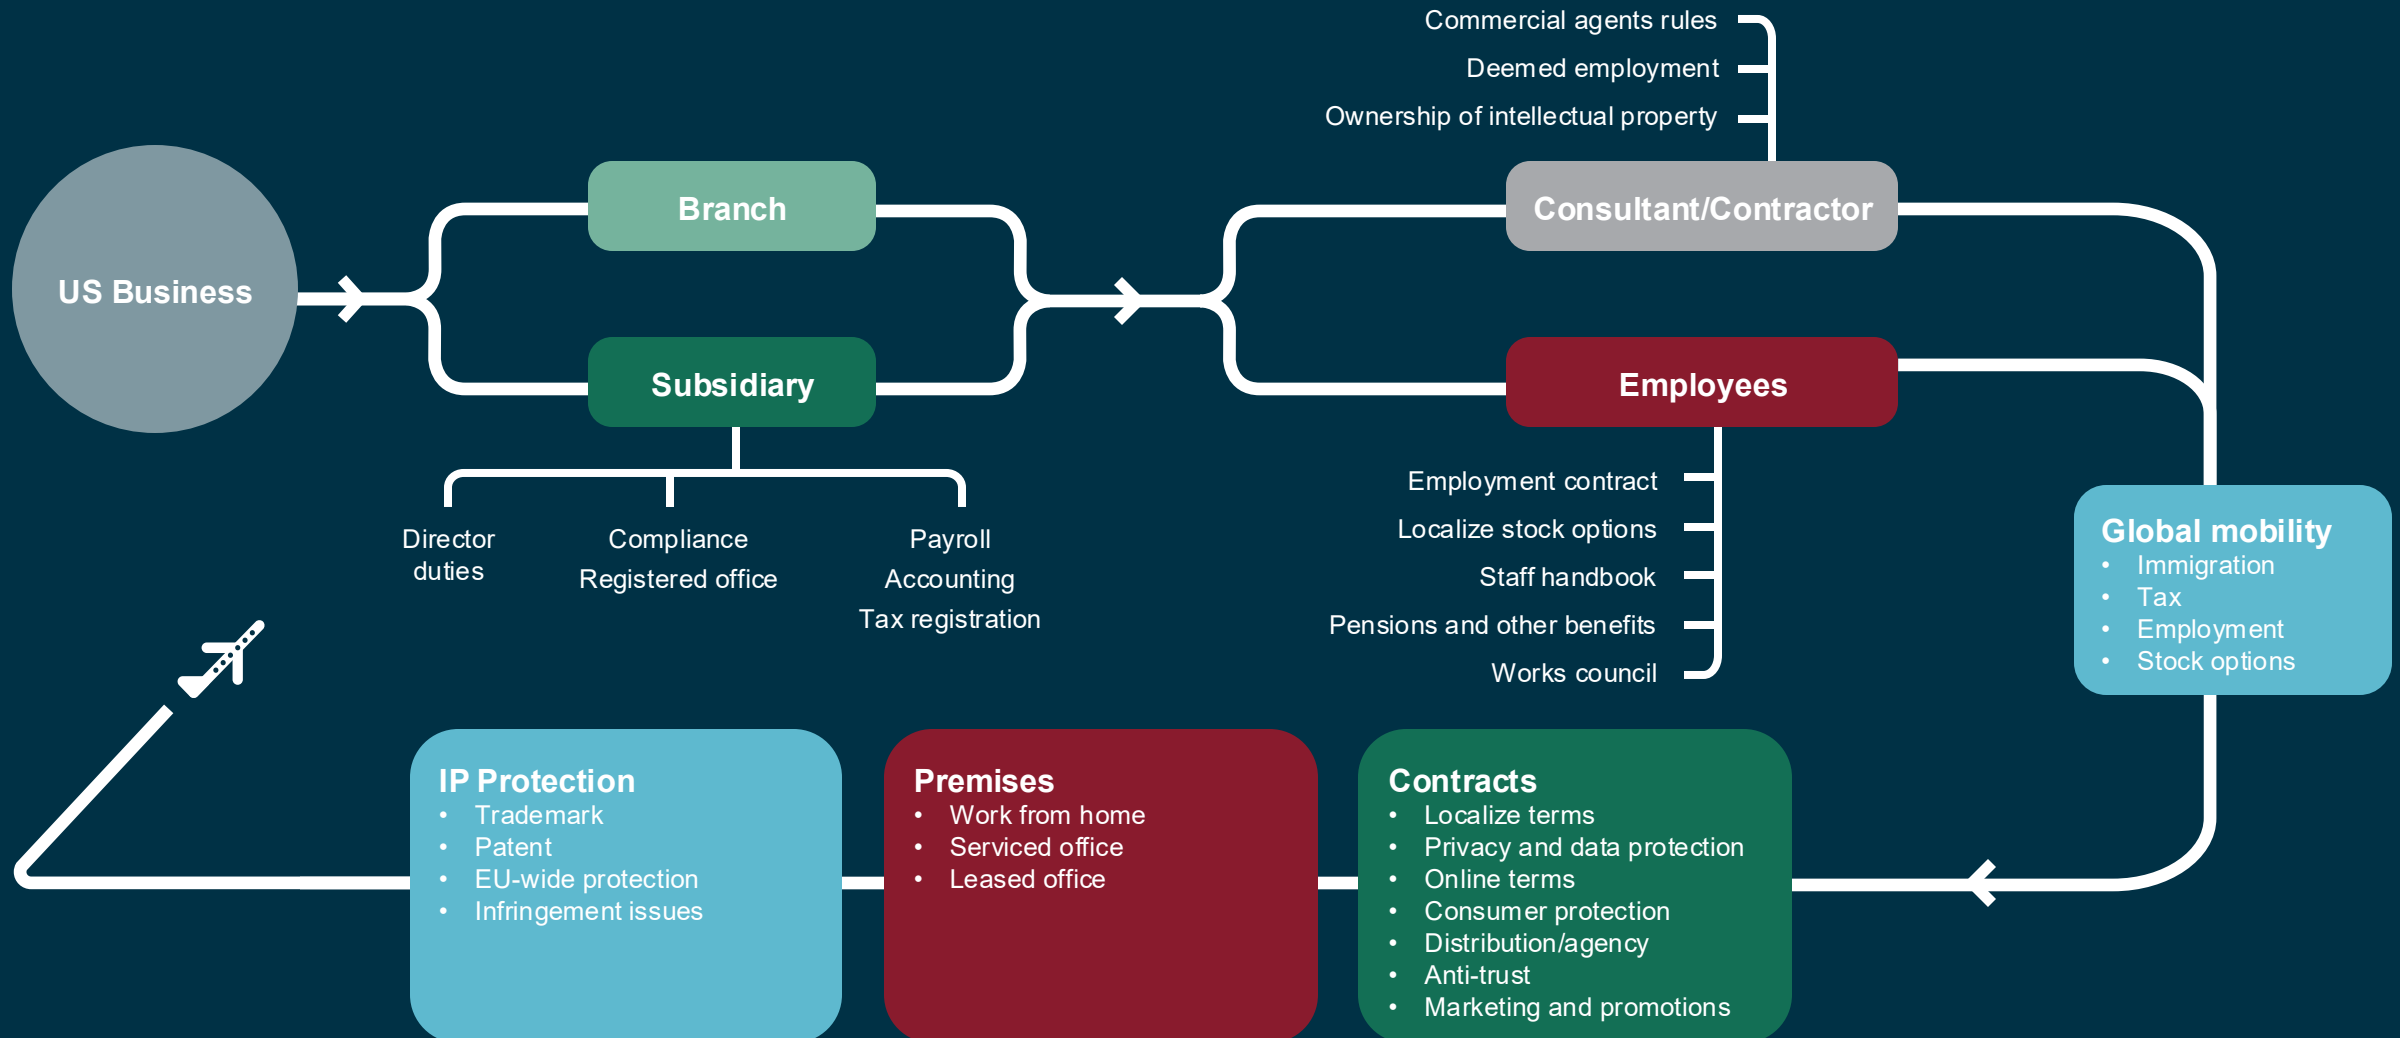 Commercial agents rules
Deemed employment
Ownership of intellectual property
US Business
Branch
Subsidiary
Director
duties
Compliance
Registered office
Payroll
Accounting
Tax registration
Consultant/Contractor
Employees
Employment contract
Localize stock options
Staff handbook
Pensions and other benefits
Works council
Global mobility
• Immigration
• Tax
• Employment
• Stock options
Contracts
• Localize terms
• Privacy and data protection
• Online terms
• Consumer protection
• Distribution/agency
• Anti-trust
• Marketing and promotions
Premises
• Work from home
• Serviced office
• Leased office
IP Protection
• Trademark
• Patent
• EU-wide protection
• Infringement issues